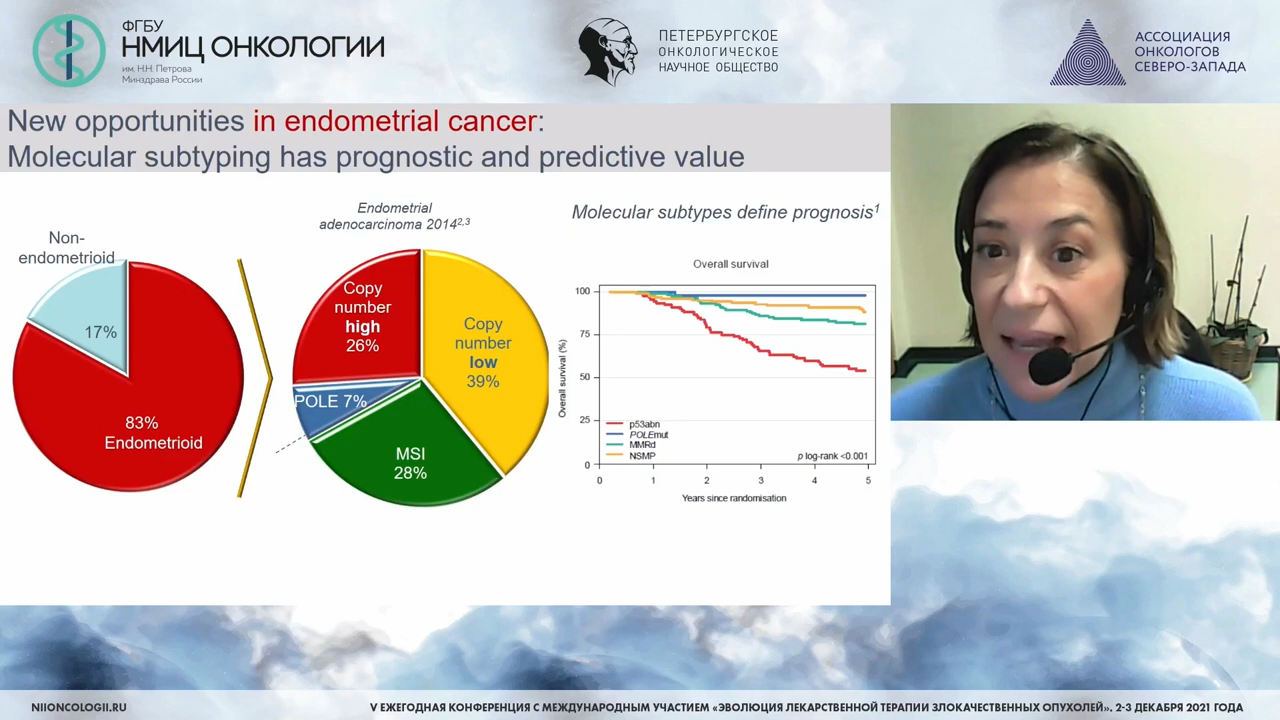 ФГБУ
НМИЦ ОНКОЛОГИИ
им. Н.Н. Петрова
Минздрава России
ПЕТЕРБУРГСКОЕ
ОНКОЛОГИЧЕСКОЕ
НАУЧНОЕ ОБЩЕСТВО
АССОЦИАЦИЯ
ОНКОЛОГОВ
СЕВЕРО-ЗАПАДА
New opportunities in endometrial cancer:
Molecular subtyping has prognostic and predictive value
Non-
endometrioid
17%
83%
Endometrioid
Endometrial
adenocarcinoma 2014²,³
Copy
number
high
26%
Copy
number
low
39%
POLE 7%
MSI
28%
Molecular subtypes define prognosis¹
Overall survival
Overall survival (%)
100
75
50
25
0
p53abn
POLEmut
MMRd
NSMP
p log-rank <0.001
0 1 2 3 4 5
Years since randomisation
NIIONCOLOGII.RU
V ЕЖЕГОДНАЯ КОНФЕРЕНЦИЯ С МЕЖДУНАРОДНЫМ УЧАСТИЕМ «ЭВОЛЮЦИЯ ЛЕКАРСТВЕННОЙ ТЕРАПИИ ЗЛОКАЧЕСТВЕННЫХ ОПУХОЛЕЙ». 2-3 ДЕКАБРЯ 2021 ГОДА